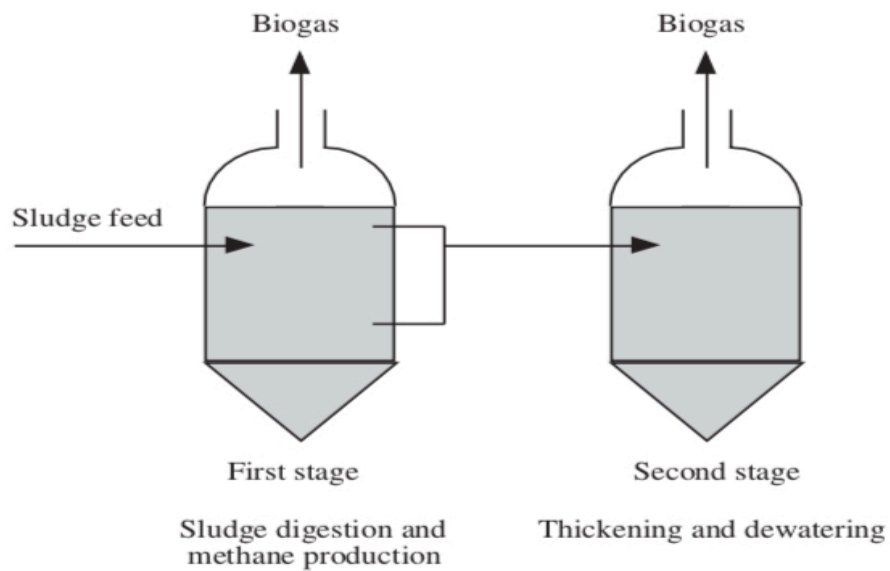 Biogas
Biogas
Sludge feed
First stage
Second stage
Sludge digestion and
methane production
Thickening and dewatering